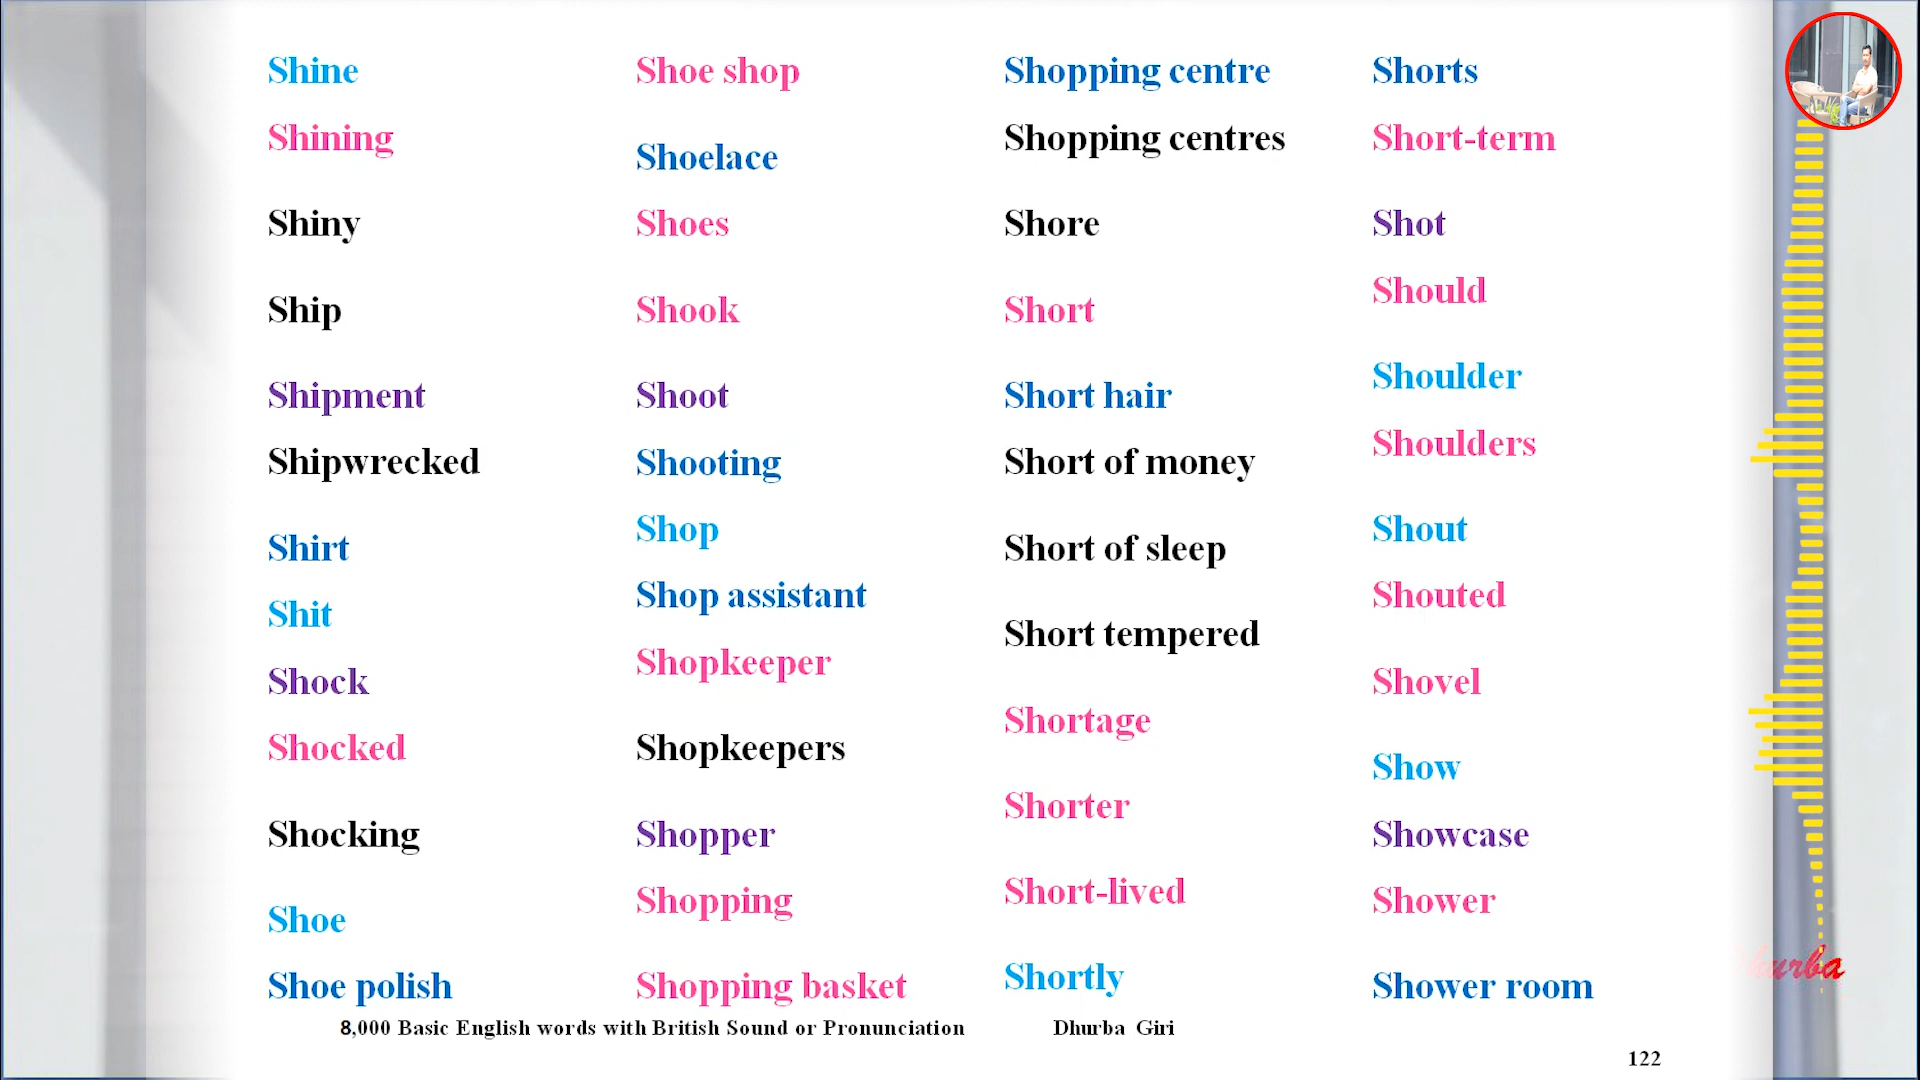 Shine
Shining
Shiny
Ship
Shipment
Shipwrecked
Shirt
Shit
Shock
Shocked
Shocking
Shoe
Shoe polish
Shoe shop
Shoelace
Shoes
Shook
Shoot
Shooting
Shop
Shop assistant
Shopkeeper
Shopkeepers
Shopper
Shopping
Shopping basket
Shopping centre
Shopping centres
Shore
Short
Short hair
Short of money
Short of sleep
Short tempered
Shortage
Shorter
Short-lived
Shortly
Shorts
Short-term
Shot
Should
Shoulder
Shoulders
Shout
Shouted
Shovel
Show
Showcase
Shower
Shower room
8,000 Basic English words with British Sound or Pronunciation Dhurba Giri
122